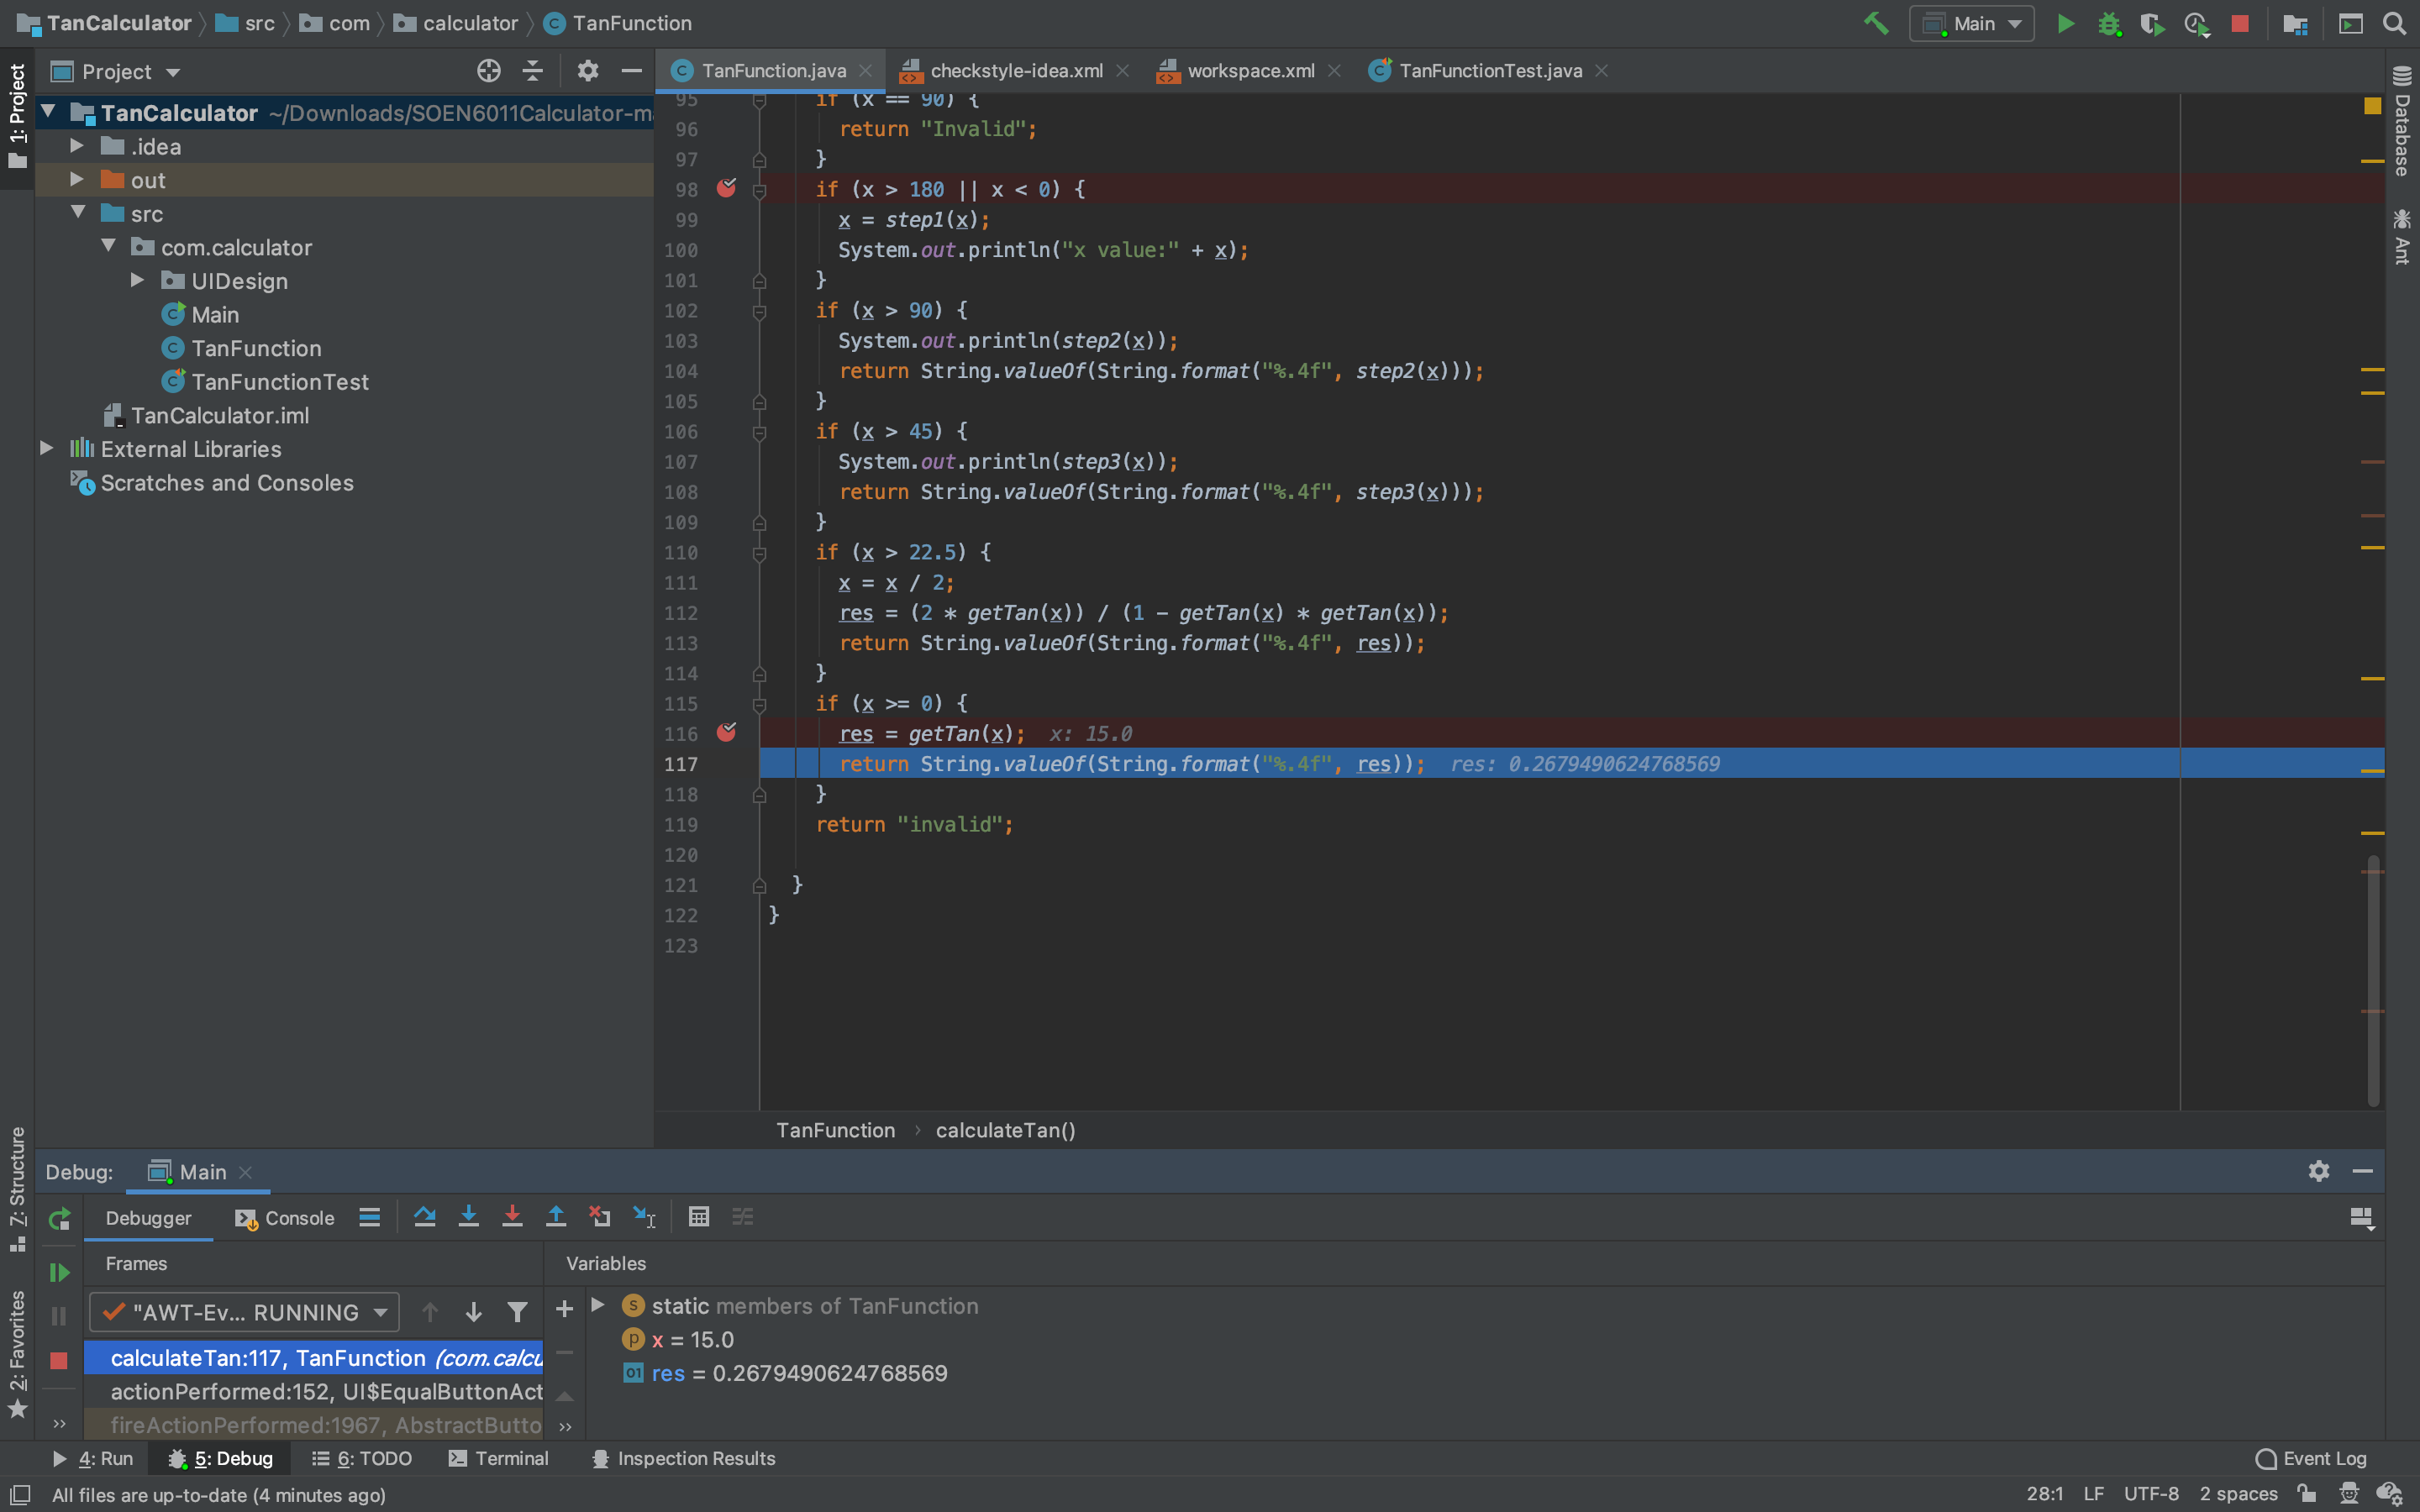 TanCalculator src com calculator TanFunction Main
1: Project
Project
TanFunction.java checkstyle-idea.xml workspace.xml TanFunctionTest.java
TanCalculator ~/Downloads/SOEN6011Calculator-ma
.idea
out
src
com.calculator
UIDesign
Main
TanFunction
TanFunctionTest
TanCalculator.iml
External Libraries
Scratches and Consoles
95 if (x == 90) {
96 return "Invalid";
97 }
98 if (x > 180 || x < 0) {
99 x = step1(x);
100 System.out.println("x value:" + x);
101 }
102 if (x > 90) {
103 System.out.println(step2(x));
104 return String.valueOf(String.format("%.4f", step2(x)));
105 }
106 if (x > 45) {
107 System.out.println(step3(x));
108 return String.valueOf(String.format("%.4f", step3(x)));
109 }
110 if (x > 22.5) {
111 x = x / 2;
112 res = (2 * getTan(x)) / (1 - getTan(x) * getTan(x));
113 return String.valueOf(String.format("%.4f", res));
114 }
115 if (x >= 0) {
116 res = getTan(x); x: 15.0
117 return String.valueOf(String.format("%.4f", res)); res: 0.2679490624768569
118 }
119 return "invalid";
120
121 }
122 }
123
TanFunction › calculateTan()
Database
Ant
7: Structure
2: Favorites
Debug: Main
Debugger Console
Frames Variables
"AWT-Ev... RUNNING
calculateTan:117, TanFunction (com.calcu
actionPerformed:152, UI$EqualButtonAct
fireActionPerformed:1967, AbstractButto
static members of TanFunction
x = 15.0
res = 0.2679490624768569
4: Run 5: Debug 6: TODO Terminal Inspection Results Event Log
All files are up-to-date (4 minutes ago) 28:1 LF UTF-8 2 spaces